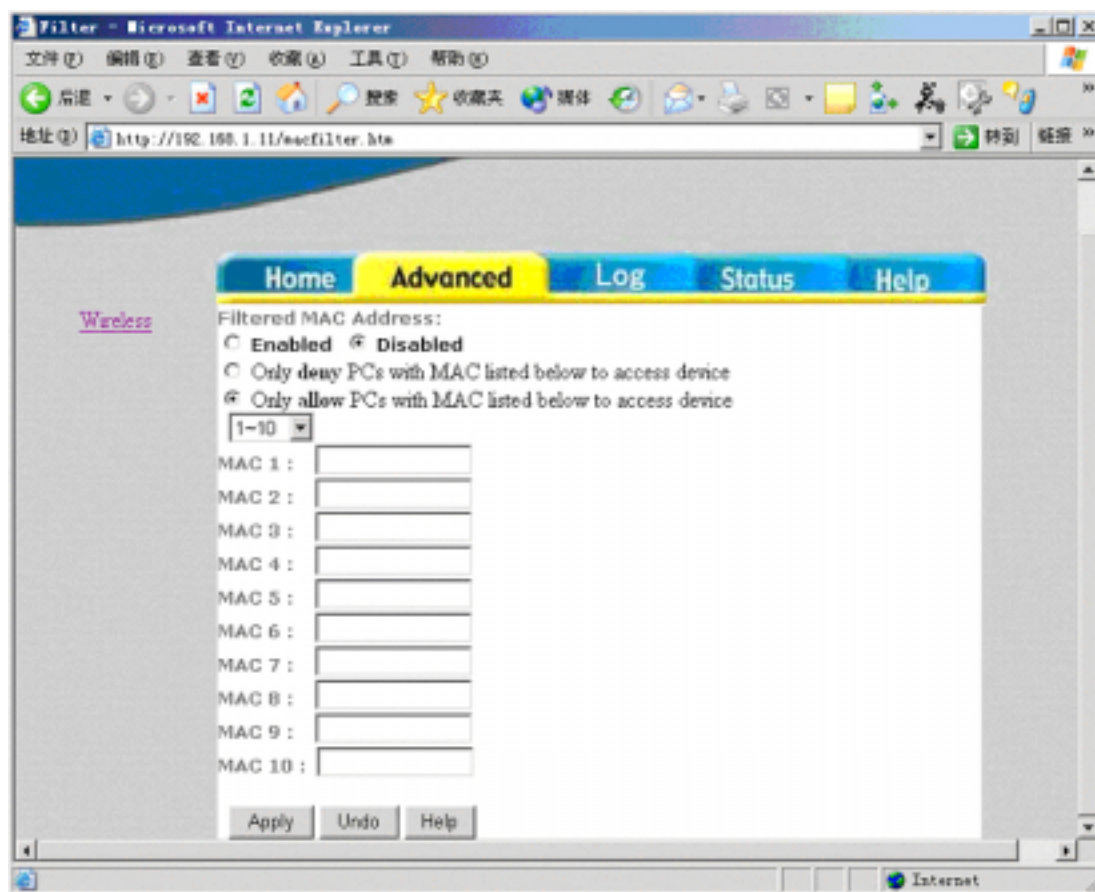 Filter - Microsoft Internet Explorer
文件(F) 编辑(E) 查看(V) 收藏(A) 工具(T) 帮助(H)
后退 搜索 收藏夹 媒体
地址(D) http://192.168.1.11/macfilter.htm 转到 链接
Home Advanced Log Status Help
Wireless
Filtered MAC Address:
Enabled Disabled
Only deny PCs with MAC listed below to access device
Only allow PCs with MAC listed below to access device
1~10
MAC 1 :
MAC 2 :
MAC 3 :
MAC 4 :
MAC 5 :
MAC 6 :
MAC 7 :
MAC 8 :
MAC 9 :
MAC 10 :
Apply Undo Help
Internet